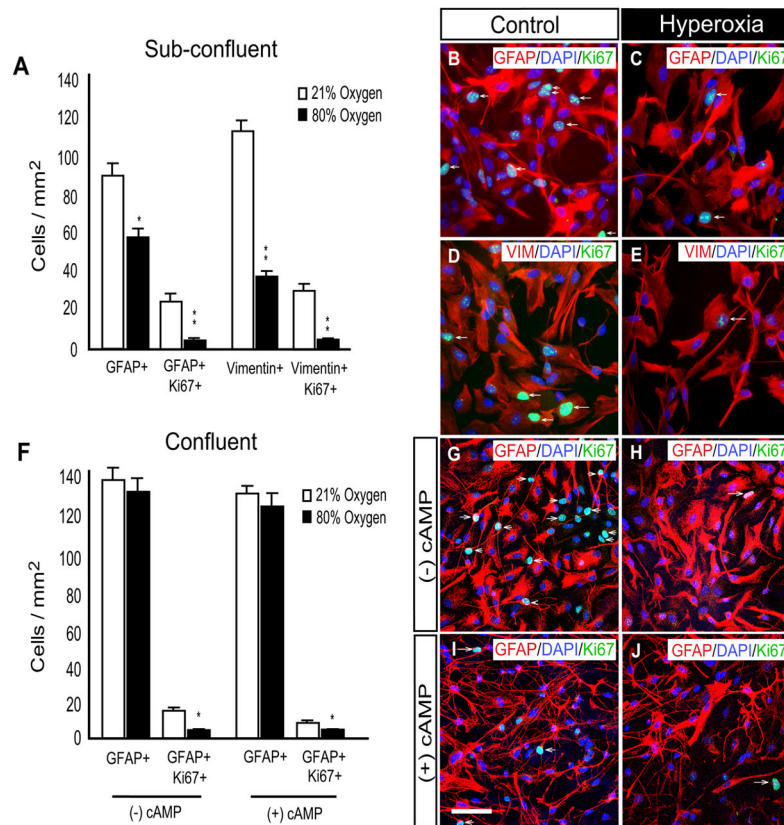 Control
Hyperoxia
Sub-confluent
A
140
120
100
80
60
40
20
0
Cells / mm2
21% Oxygen
80% Oxygen
*
* *
* *
* *
GFAP+
GFAP+
Ki67+
Vimentin+
Vimentin+
Ki67+
B
GFAP/DAPI/Ki67
C
GFAP/DAPI/Ki67
D
VIM/DAPI/Ki67
E
VIM/DAPI/Ki67
F
Confluent
140
120
100
80
60
140
20
0
Cells / mm2
21% Oxygen
80% Oxygen
*
*
GFAP+
GFAP+
Ki67+
GFAP+
GFAP+
Ki67+
(-) cAMP
(+) cAMP
(-) cAMP
G
GFAP/DAPI/Ki67
H
GFAP/DAPI/Ki67
(+) cAMP
I
GFAP/DAPI/Ki67
J
GFAP/DAPI/Ki67